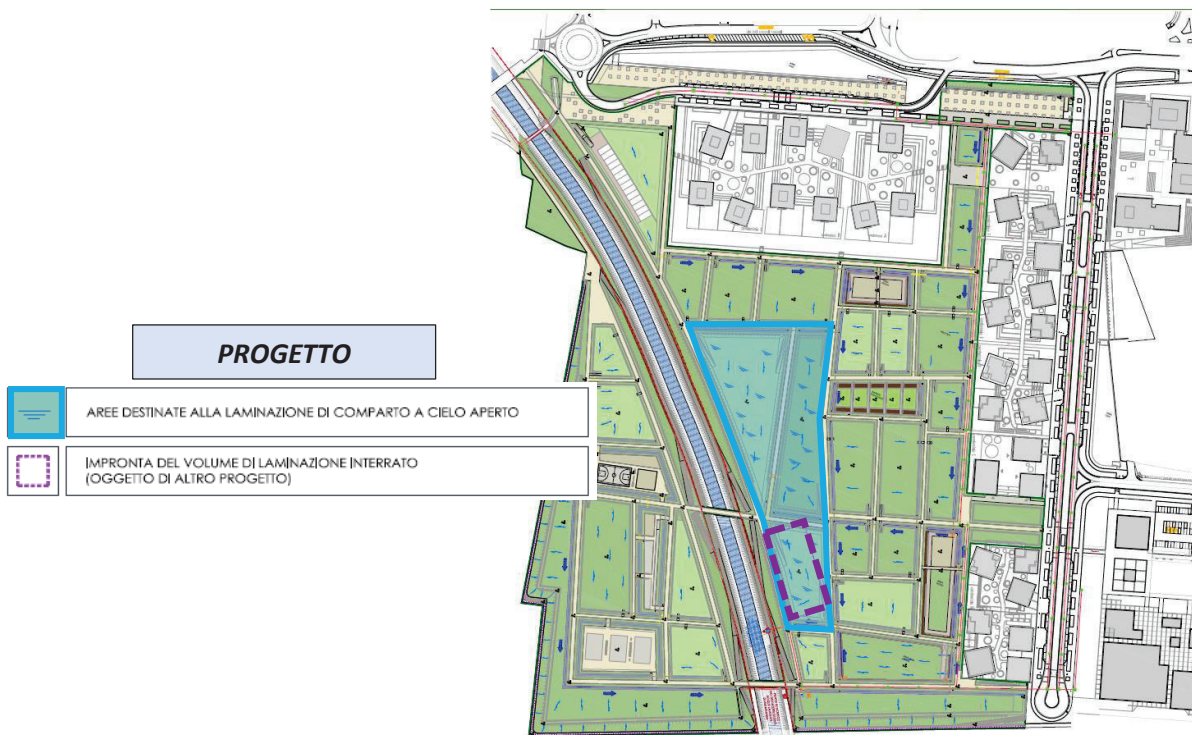 PROGETTO
AREE DESTINATE ALLA LAMINAZIONE DI COMPARTO A CIELO APERTO
IMPRONTA DEL VOLUME DI LAMINAZIONE INTERRATO
(OGGETTO DI ALTRO PROGETTO)